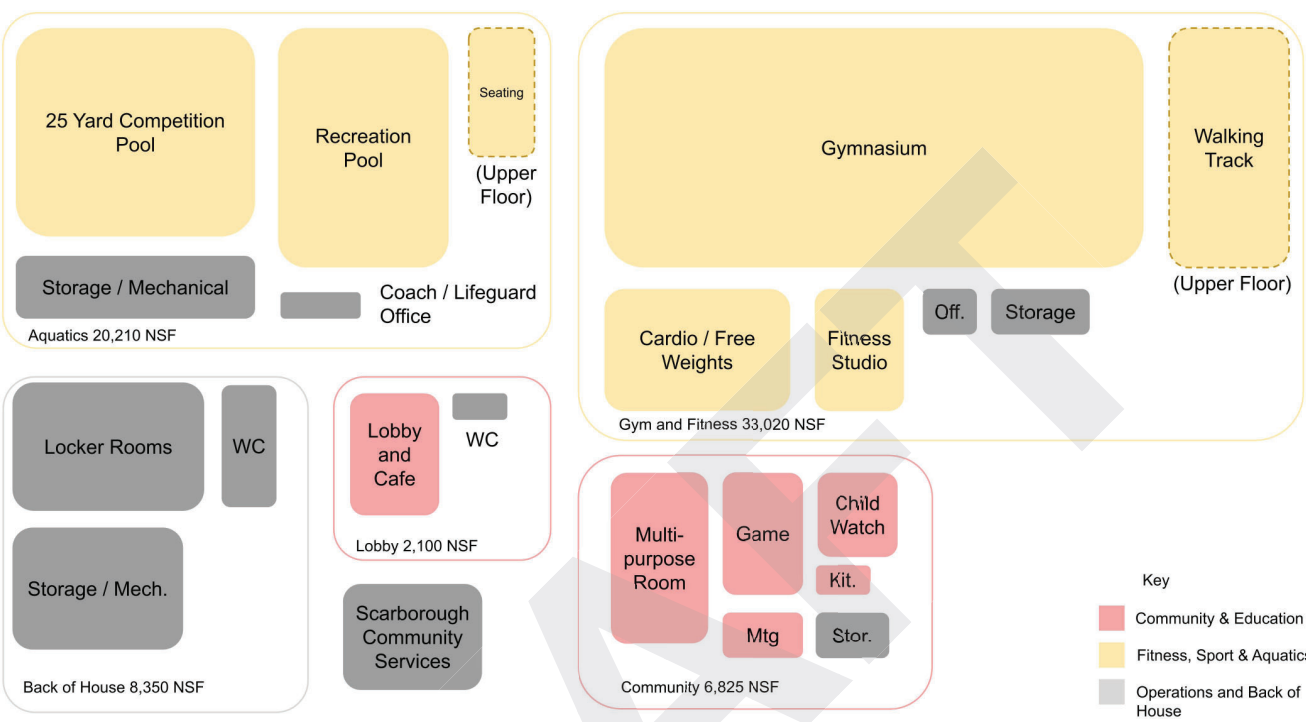 25 Yard Competition
Pool
Recreation
Pool
Seating
(Upper
Floor)
Storage / Mechanical
Coach / Lifeguard
Office
Aquatics 20,210 NSF
Gymnasium
Walking
Track
(Upper Floor)
Cardio / Free
Weights
Fitness
Studio
Off.
Storage
Gym and Fitness 33,020 NSF
Locker Rooms
WC
Storage / Mech.
Back of House 8,350 NSF
Lobby
and
Cafe
WC
Lobby 2,100 NSF
Scarborough
Community
Services
Multi-
purpose
Room
Game
Child
Watch
Kit.
Mtg
Stor.
Community 6,825 NSF
Key
Community & Education
Fitness, Sport & Aquatics
Operations and Back of
House